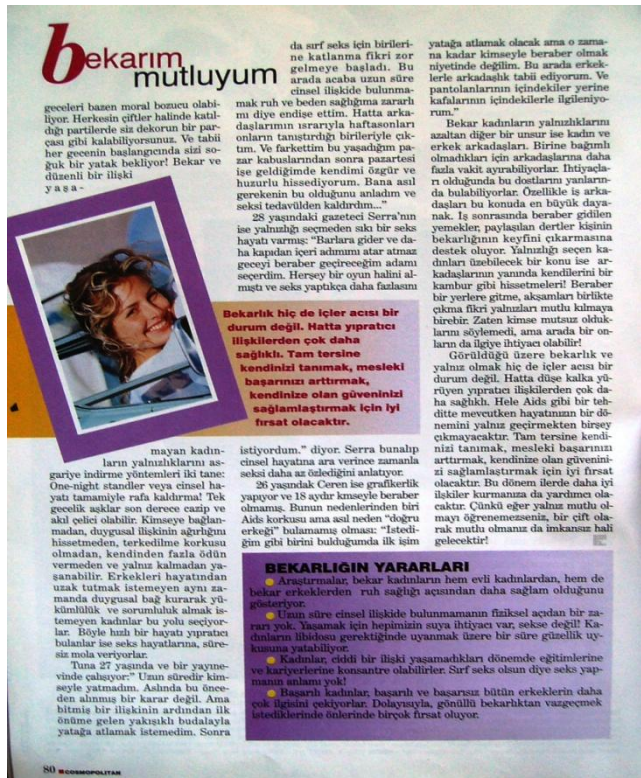 bekarım
mutluyum
geceleri bazen moral bozucu olabi-
liyor. Herkesin çiftler halinde katıl-
dığı partilerde siz dekorun bir par-
çası gibi kalabiliyorsunuz. Ve tabii
her gecenin başlangıcında sizi so-
ğuk bir yatak bekliyor! Bekar ve
düzenli bir ilişki
yaşa-
mayan kadın-
ların yalnızlıklarını as-
gariye indirme yöntemleri iki tane:
One-night standler veya cinsel ha-
yatı tamamiyle rafa kaldırma! Tek
gecelik aşklar son derece cazip ve
akıl çelici olabilir. Kimseye bağlan-
madan, duygusal ilişkinin ağırlığını
hissetmeden, terkedilme korkusu
olmadan, kendinden fazla ödün
vermeden ve yalnız kalmadan ya-
şanabilir. Erkekleri hayatından
uzak tutmak istemeyen aynı za-
manda duygusal bağ kurarak yü-
kümlülük ve sorumluluk almak is-
temeyen kadınlar bu yolu seçiyor-
lar. Böyle hızlı bir hayatı yıpratıcı
bulanlar ise seks hayatlarına, süre-
siz mola veriyorlar.
Tuna 27 yaşında ve bir yayıne-
vinde çalışıyor:" Uzun süredir kim-
seyle yatmadım. Aslında bu önce-
den alınmış bir karar değil. Ama
bitmiş bir ilişkinin ardından ilk
önüme gelen yakışıklı budalayla
yatağa atlamak istemedim. Sonra
da sırf seks için birileri-
ne katlanma fikri zor
gelmeye başladı. Bu
arada acaba uzun süre
cinsel ilişkide bulunma-
mak ruh ve beden sağlığıma zararlı
mı diye endişe ettim. Hatta arka-
daşlarımın ısrarıyla haftasonları
onların tanıştırdığı birileriyle çık-
tım. Ve farkettim bu yaşadığım pa-
zar kabuslarından sonra pazartesi
işe geldiğimde kendimi özgür ve
huzurlu hissediyorum. Bana asıl
gerekenin bu olduğunu anladım ve
seksi tedavülden kaldırdım..."
28 yaşındaki gazeteci Serra'nın
ise yalnızlığı seçmeden sıkı bir seks
hayatı varmış: "Barlara gider ve da-
ha kapıdan içeri adımımı atar atmaz
geceyi beraber geçireceğim adamı
seçerdim. Herşey bir oyun halini al-
mıştı ve seks yaptıkça daha fazlasını
Bekarlık hiç de içler acısı bir
durum değil. Hatta yıpratıcı
ilişkilerden çok daha
sağlıklı. Tam tersine
kendinizi tanımak, mesleki
başarınızı arttırmak,
kendinize olan güveninizi
sağlamlaştırmak için iyi
fırsat olacaktır.
istiyordum." diyor. Serra bunalıp
cinsel hayatına ara verince zamanla
seksi daha az özlediğini anlatıyor.
26 yaşındak Ceren ise grafikerlik
yapıyor ve 18 aydır kmseyle beraber
olmamış. Bunun nedenlerinden biri
Aids korkusu ama asıl neden "doğru
erkeği" bulamamış olması: "İstedi-
ğim gibi birini bulduğumda ilk işim
yatağa atlamak olacak ama o zama-
na kadar kimseyle beraber olmak
niyetinde değilim. Bu arada erkek-
lerle arkadaşlık tabii ediyorum. Ve
pantolonlarının içindekiler yerine
kafalarının içindekilerle ilgileniyo-
rum."
Bekar kadınların yalnızlıklarını
azaltan diğer bir unsur ise kadın ve
erkek arkadaşları. Birine bağımlı
olmadıkları için arkadaşlarına daha
fazla vakit ayırabiliyorlar. İhtiyaçla-
rı olduğunda bu dostlarını yanların-
da bulabiliyorlar. Özellikle iş arka-
daşları bu konuda en büyük daya-
nak. İş sonrasında beraber gidilen
yemekler, paylaşılan dertler kişinin
bekarlığının keyfini çıkarmasına
destek oluyor. Yalnızlığı seçen ka-
dınları üzebilecek bir konu ise ar-
kadaşlarının yanında kendilerini bir
kambur gibi hissetmeleri! Beraber
bir yerlere gitme, akşamları birlikte
çıkma fikri yalnızları mutlu kılmaya
birebir. Zaten kimse mutsuz olduk-
larını söylemedi, ama arada bir on-
ların da ilgiye ihtiyacı olabilir!
Görüldüğü üzere bekarlık ve
yalnız olmak hiç de içler acısı bir
durum değil. Hatta düşe kalka yü-
rüyen yıpratıcı ilişkilerden çok da-
ha sağlıklı. Hele Aids gibi bir teh-
ditte mevcutken hayatınızın bir dö-
nemini yalnız geçirmekten birşey
çıkmayacaktır. Tam tersine kendi-
nizi tanımak, mesleki başarınızı
arttırmak, kendinize olan güveniniz-
i sağlamlaştırmak için iyi fırsat
olacaktır. Bu dönem ilerde daha iyi
ilişkiler kurmanıza da yardımcı ola-
caktır. Çünkü eğer yalnız mutlu ol-
mayı öğrenemezseniz, bir çift ola-
rak mutlu olmanız da imkansız hali
gelecektir!
BEKARLIĞIN YARARLARI
Araştırmalar, bekar kadınların hem evli kadınlardan, hem de
bekar erkeklerden ruh sağlığı açısından daha sağlam olduğunu
gösteriyor.
Uzun süre cinsel ilişkide bulunmamanın fiziksel açıdan bir za-
rarı yok. Yaşamak için hepimizin suya ihtiyacı var, sekse değil! Ka-
dınların libidosu gerektiğinde uyanmak üzere bir süre güzellik uy-
kusuna yatabiliyor.
Kadınlar, ciddi bir ilişki yaşamadıkları dönemde eğitimlerine
ve kariyerlerine konsantre olabilirler. Sırf seks olsun diye seks yap-
manın anlamı yok!
Başarılı kadınlar, başarılı ve başarısız bütün erkeklerin daha
çok ilgisini çekiyorlar. Dolayısıyla, gönüllü bekarlıktan vazgeçmek
istediklerinde önlerinde birçok fırsat oluyor.
80 COSMOPOLITAN